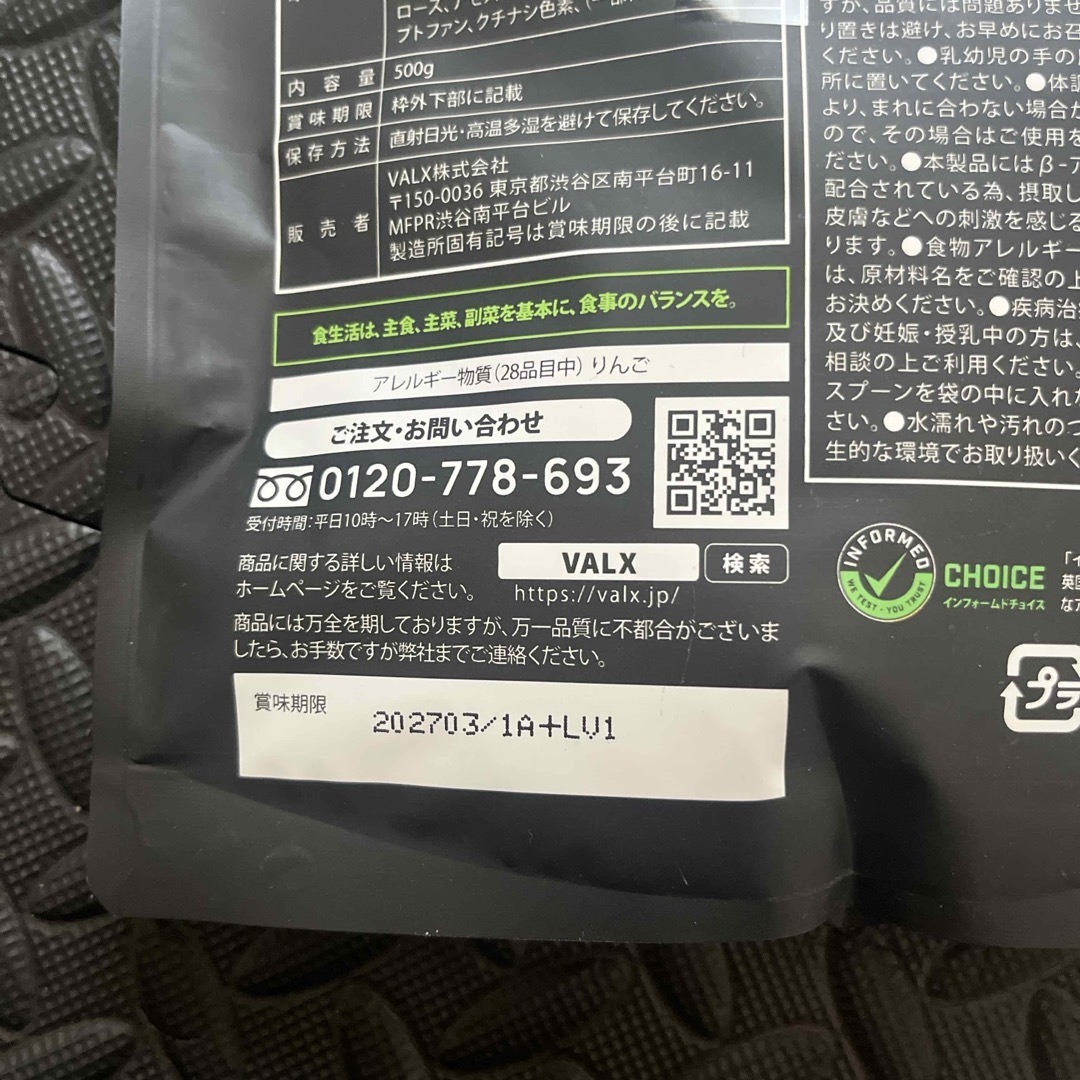 プトファン、クチナシ色素、
内容量 500g
賞味期限 枠外下部に記載
保存方法 直射日光・高温多湿を避けて保存してください。
販売者 VALX株式会社
〒150-0036 東京都渋谷区南平台町16-11
MFPR渋谷南平台ビル
製造所固有記号は賞味期限の後に記載
食生活は、主食、主菜、副菜を基本に、食事のバランスを。
アレルギー物質(28品目中) りんご
ご注文・お問い合わせ
0120-778-693
受付時間:平日10時〜17時(土日・祝を除く)
商品に関する詳しい情報は
ホームページをご覧ください。
VALX 検索
https://valx.jp/
商品には万全を期しておりますが、万一品質に不都合がございま
したら、お手数ですが弊社までご連絡ください。
賞味期限
202703/1A+LV1
すが、品質には問題ありませ
り置きは避け、お早めにお召
ください。●乳幼児の手の
所に置いてください。●体調
より、まれに合わない場合が
ので、その場合はご使用を
ださい。●本製品にはβ-ア
配合されている為、摂取し
皮膚などへの刺激を感じる
ります。●食物アレルギー
は、原材料名をご確認の上
お決めください。●疾病治
及び妊娠・授乳中の方は、
相談の上ご利用ください。
スプーンを袋の中に入れ
さい。●水濡れや汚れのつ
生的な環境でお取り扱いく
INFORMED
WE TEST・YOU TRUST
CHOICE
インフォームドチョイス
「イ
英国
なア
プラ